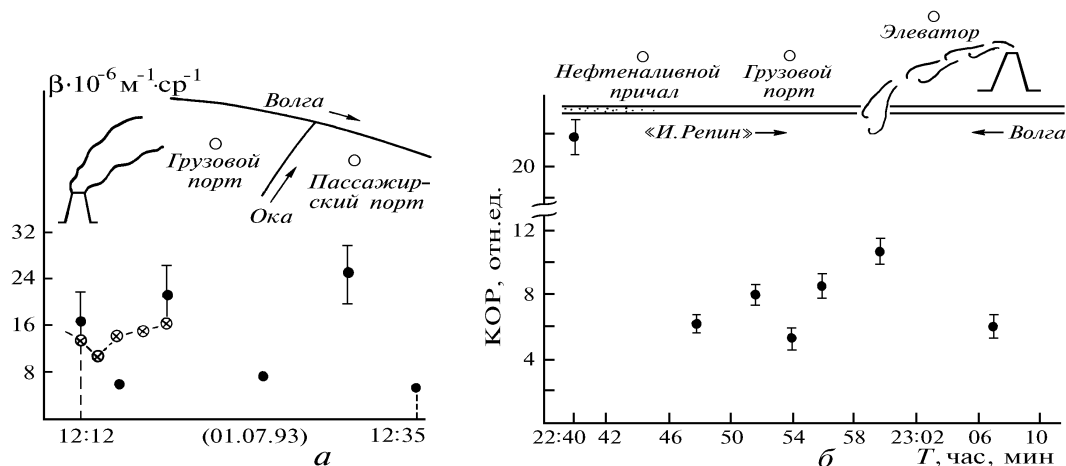 β·10⁻⁶ м⁻¹·ср⁻¹
Волга
Грузовой
порт
Пассажир-
ский порт
Ока
32
24
16
8
12:12
(01.07.93)
12:35
а
Элеватор
Нефтеналивной
причал
Грузовой
порт
«И.Репин»
Волга
КОР, отн.ед.
20
12
8
4
22:40 42 46 50 54 58 23:02 06 10
б
T, час, мин